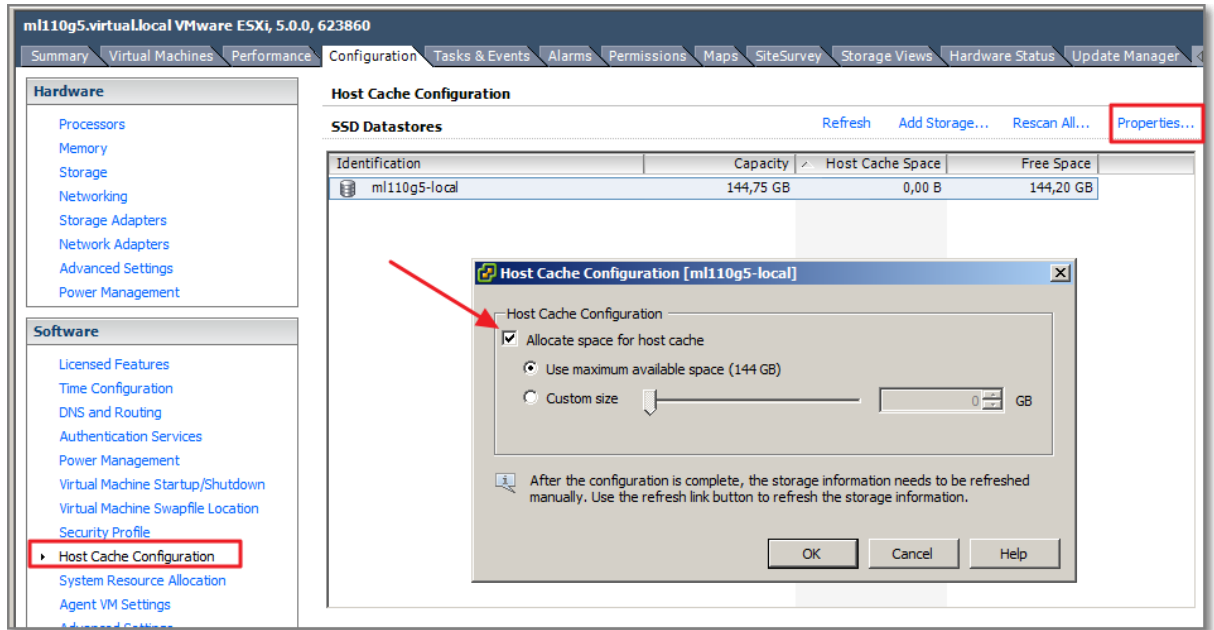 ml110g5.virtual.local VMware ESXi, 5.0.0, 623860
Summary Virtual Machines Performance Configuration Tasks & Events Alarms Permissions Maps SiteSurvey Storage Views Hardware Status Update Manager
Hardware
Processors
Memory
Storage
Networking
Storage Adapters
Network Adapters
Advanced Settings
Power Management
Software
Licensed Features
Time Configuration
DNS and Routing
Authentication Services
Power Management
Virtual Machine Startup/Shutdown
Virtual Machine Swapfile Location
Security Profile
Host Cache Configuration
System Resource Allocation
Agent VM Settings
Advanced Settings
Host Cache Configuration
SSD Datastores Refresh Add Storage... Rescan All... Properties...
Identification Capacity Host Cache Space Free Space
ml110g5-local 144,75 GB 0,00 B 144,20 GB
Host Cache Configuration [ml110g5-local]
Host Cache Configuration
Allocate space for host cache
Use maximum available space (144 GB)
Custom size 0 GB
After the configuration is complete, the storage information needs to be refreshed
manually. Use the refresh link button to refresh the storage information.
OK Cancel Help